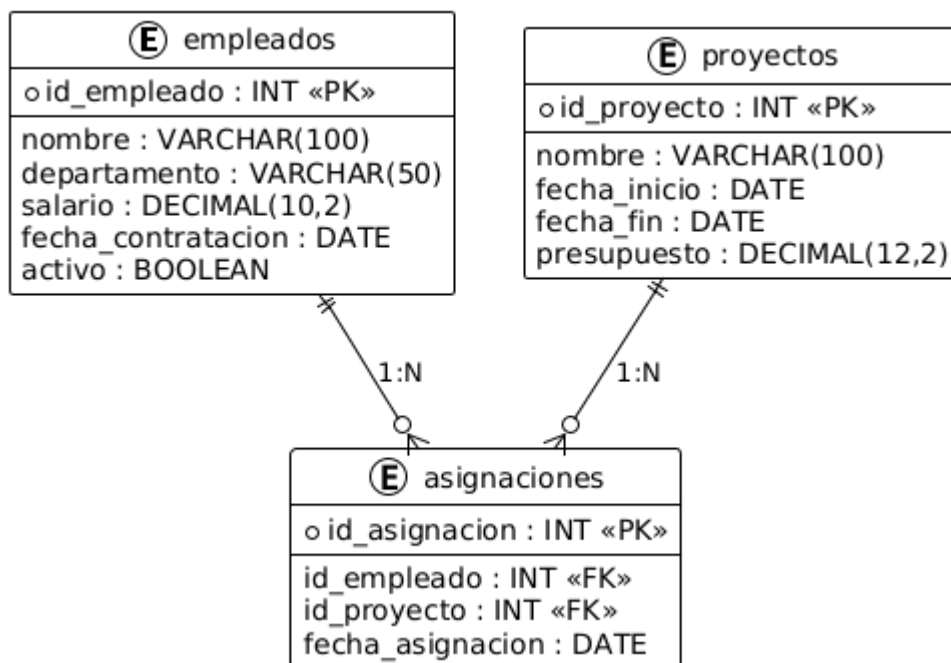 E empleados
id_empleado : INT «PK»
nombre : VARCHAR(100)
departamento : VARCHAR(50)
salario : DECIMAL(10,2)
fecha_contratacion : DATE
activo : BOOLEAN
E proyectos
id_proyecto : INT «PK»
nombre : VARCHAR(100)
fecha_inicio : DATE
fecha_fin : DATE
presupuesto : DECIMAL(12,2)
1:N
1:N
E asignaciones
id_asignacion : INT «PK»
id_empleado : INT «FK»
id_proyecto : INT «FK»
fecha_asignacion : DATE